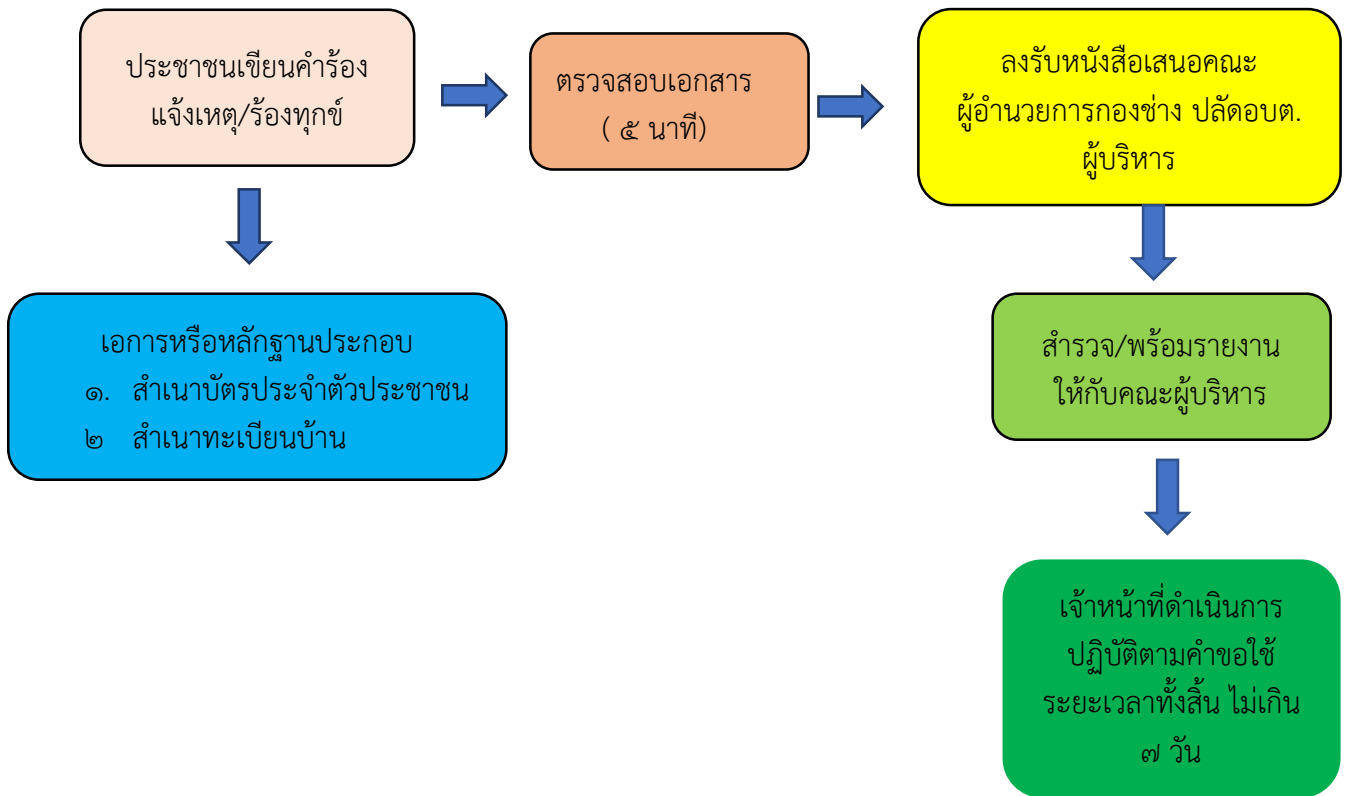 ประชาชนเขียนคำร้อง
แจ้งเหตุ/ร้องทุกข์
ตรวจสอบเอกสาร
( ๕ นาที)
ลงรับหนังสือเสนอคณะ
ผู้อำนวยการกองช่าง ปลัดอบต.
ผู้บริหาร
เอการหรือหลักฐานประกอบ
๑. สำเนาบัตรประจำตัวประชาชน
๒ สำเนาทะเบียนบ้าน
สำรวจ/พร้อมรายงาน
ให้กับคณะผู้บริหาร
เจ้าหน้าที่ดำเนินการ
ปฏิบัติตามคำขอใช้
ระยะเวลาทั้งสิ้น ไม่เกิน
๗ วัน